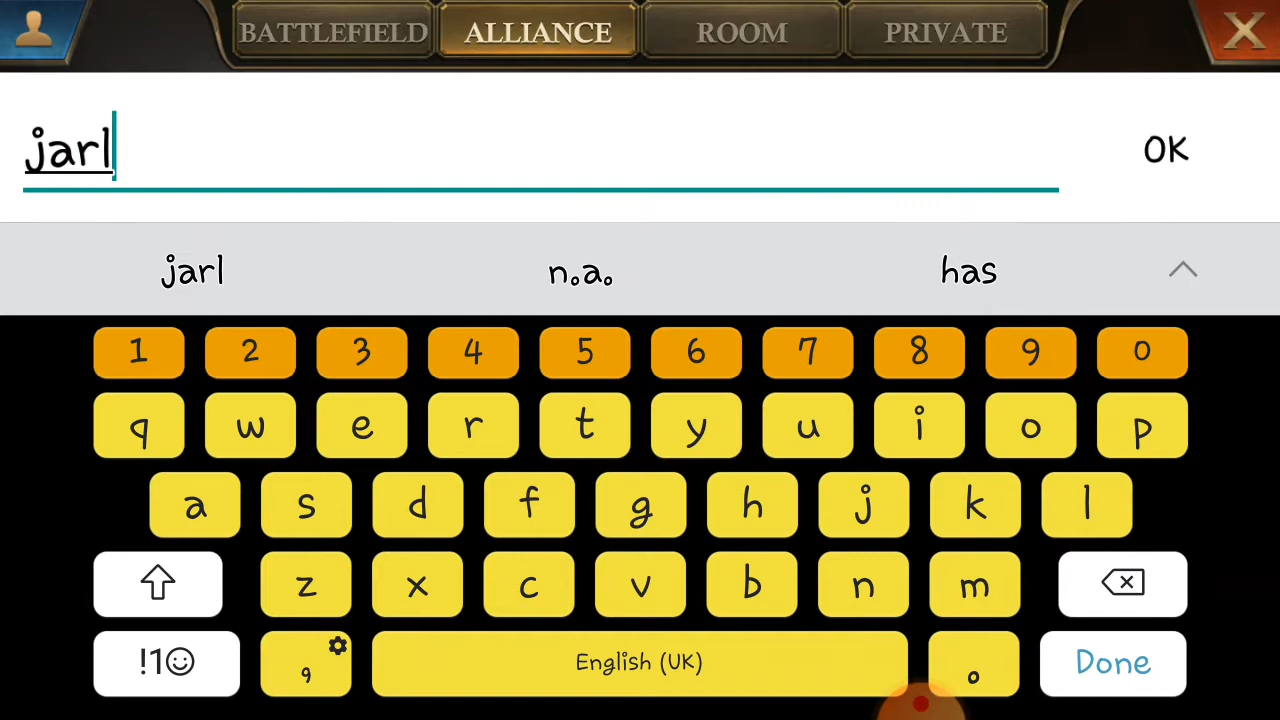 BATTLEFIELD ALLIANCE ROOM PRIVATE X
jarl OK
jarl n.a. has
1 2 3 4 5 6 7 8 9 0
q w e r t y u i o p
a s d f g h j k l
z x c v b n m
!1☺ , English (UK) . Done